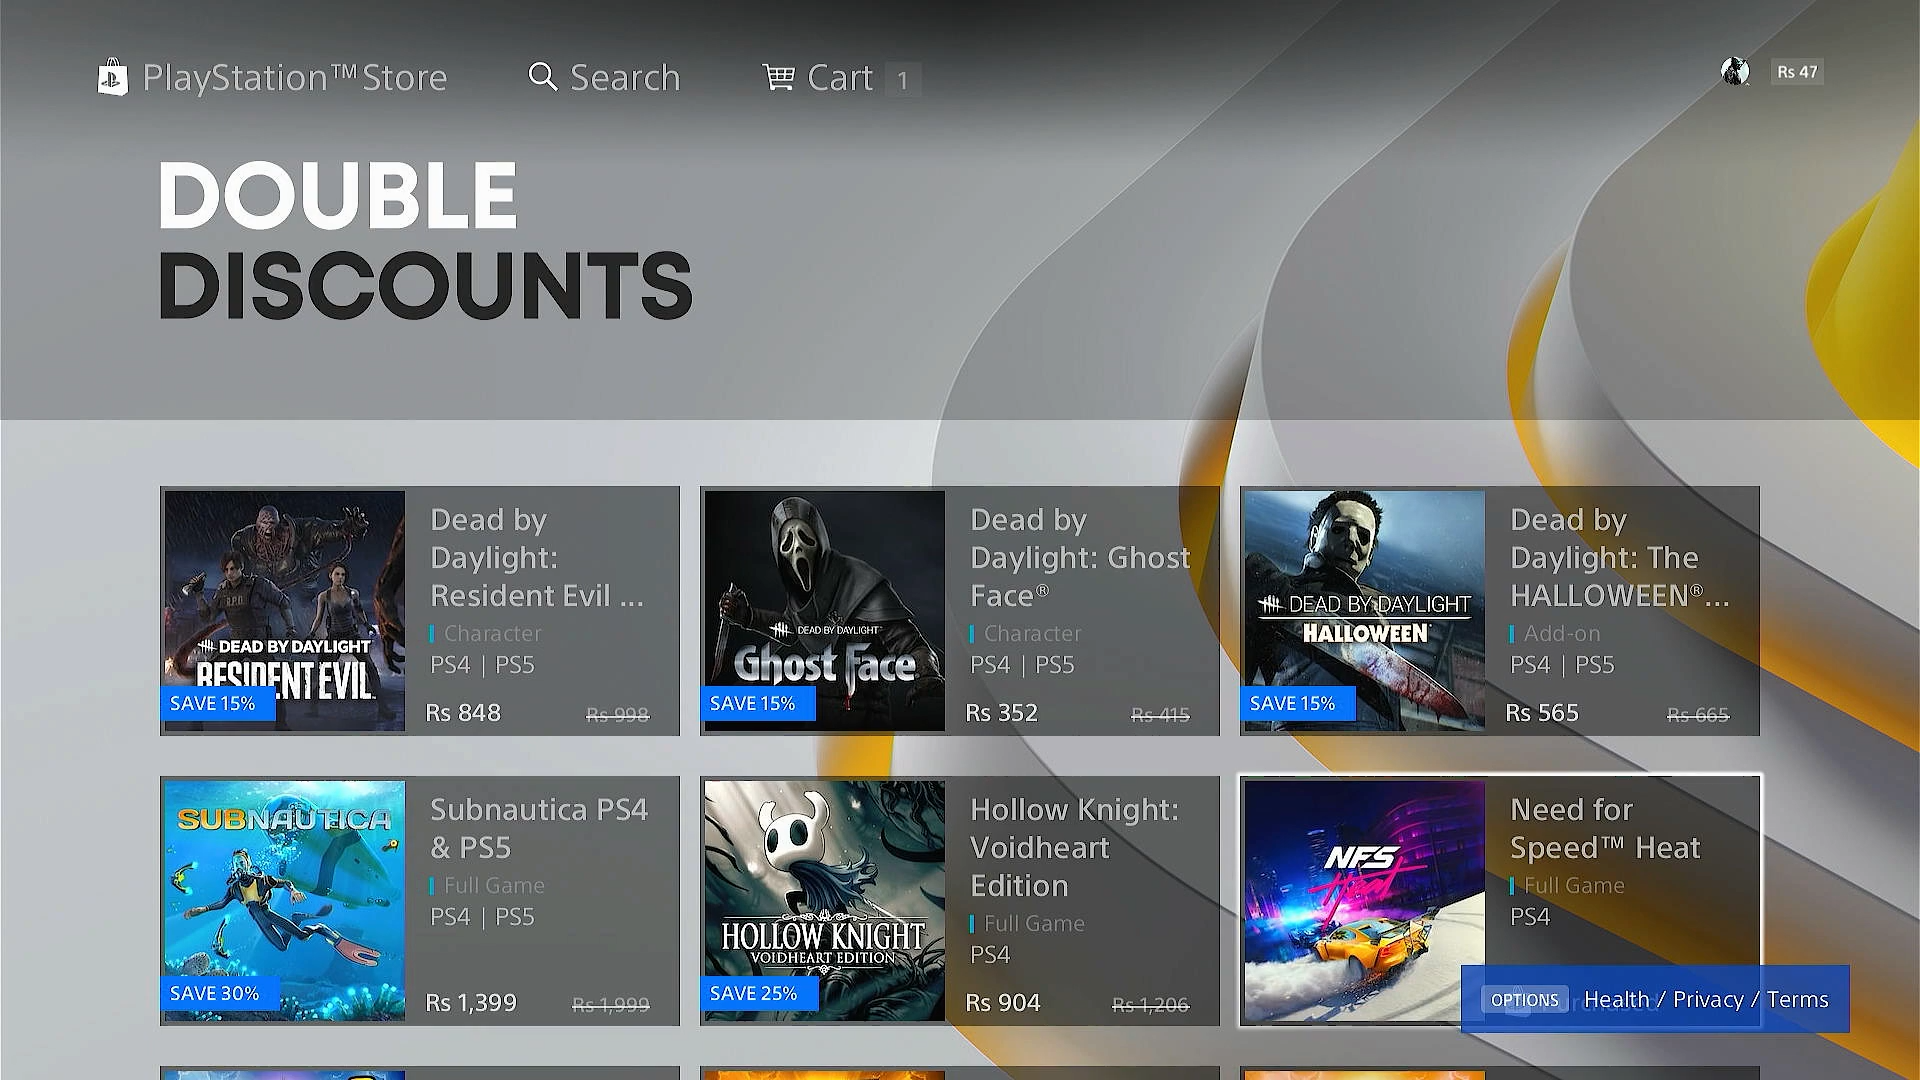 PlayStation™Store
Search
Cart 1
Rs 47
DOUBLE
DISCOUNTS
DEAD BY DAYLIGHT
RESIDENT EVIL
SAVE 15%
Dead by
Daylight:
Resident Evil ...
Character
PS4 | PS5
Rs 848 Rs 998
DEAD BY DAYLIGHT
Ghost Face
SAVE 15%
Dead by
Daylight: Ghost
Face®
Character
PS4 | PS5
Rs 352 Rs 415
DEAD BY DAYLIGHT
HALLOWEEN
SAVE 15%
Dead by
Daylight: The
HALLOWEEN®...
Add-on
PS4 | PS5
Rs 565 Rs 665
SUBNAUTICA
SAVE 30%
Subnautica PS4
& PS5
Full Game
PS4 | PS5
Rs 1,399 Rs 1,999
HOLLOW KNIGHT
VOIDHEART EDITION
SAVE 25%
Hollow Knight:
Voidheart
Edition
Full Game
PS4
Rs 904 Rs 1,206
NFS
Heat
Need for
Speed™ Heat
Full Game
PS4
Purchased
OPTIONS Health / Privacy / Terms